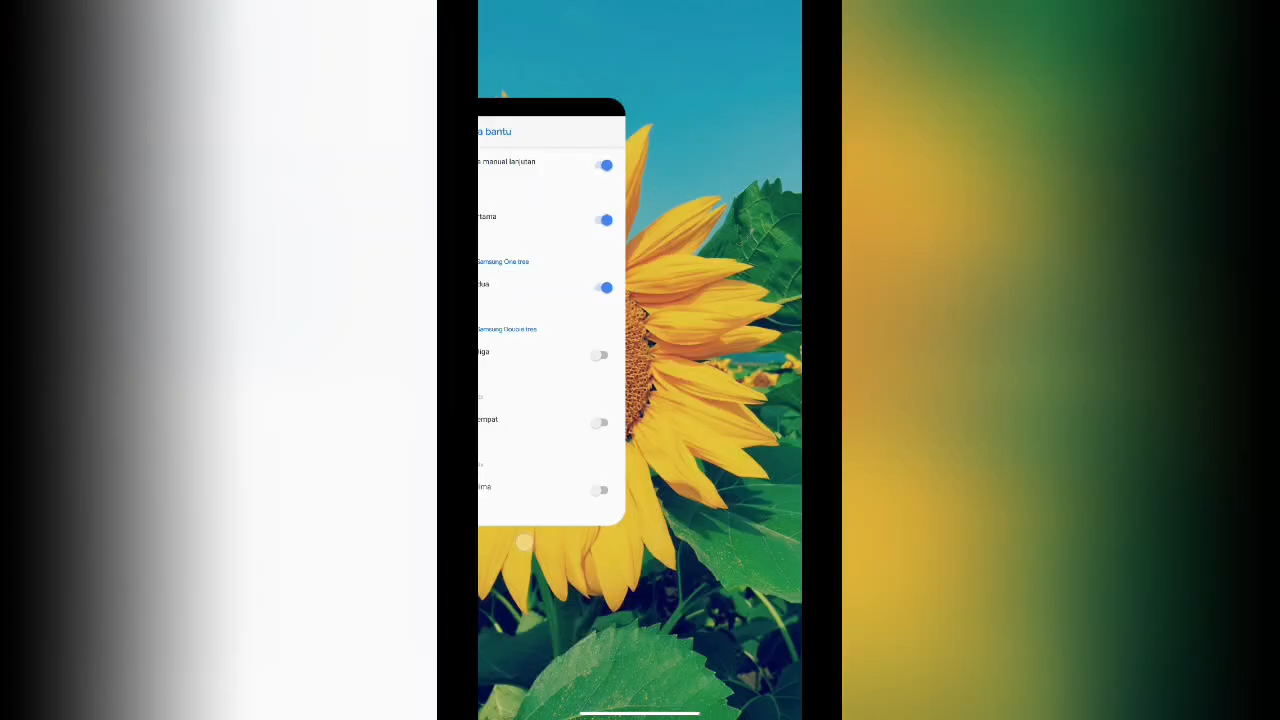 a bantu
a manual lanjutan
rtama
Samsung One tree
dua
Samsung Double tree
tiga
empat
lima